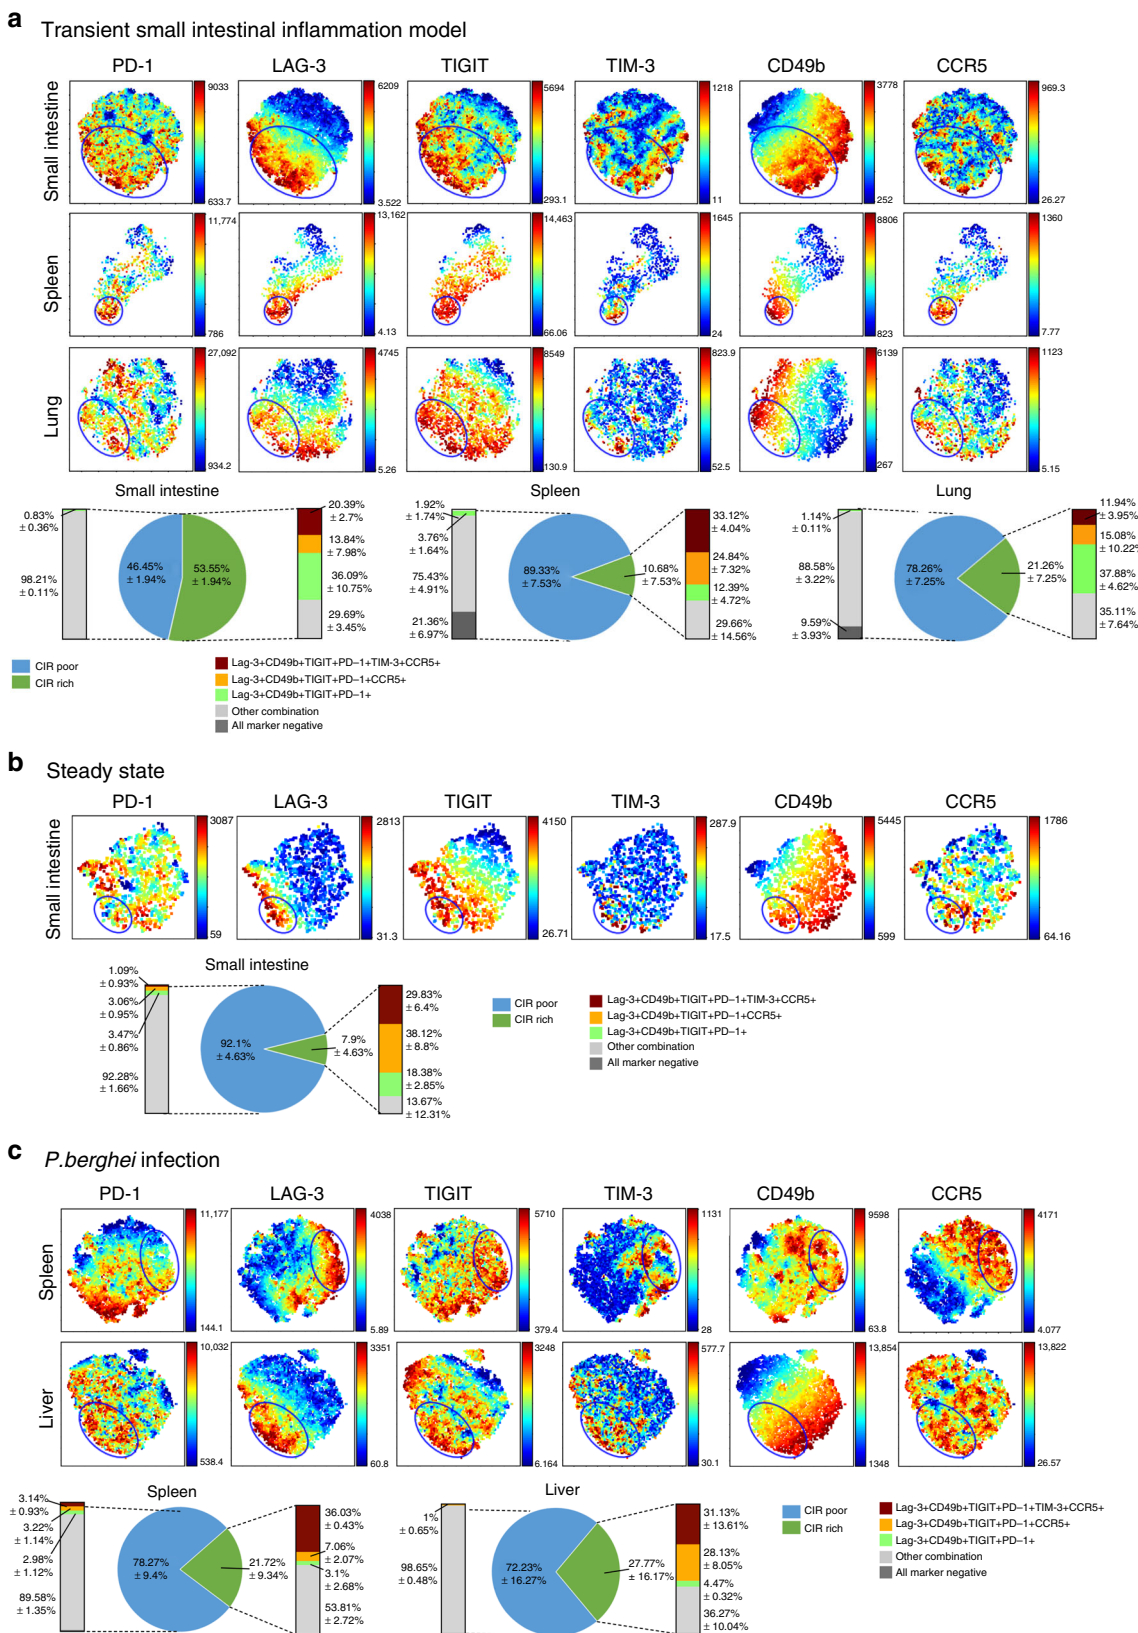 a Transient small intestinal inflammation model
PD-1 LAG-3 TIGIT TIM-3 CD49b CCR5
Small intestine
9033 6209 5694 1218 3778 969.3
633.7 3.522 293.1 11 252 26.27
Spleen
11,774 13,162 14,463 1645 8806 1360
786 4.13 66.06 24 823 7.77
Lung
27,092 4745 8549 823.9 6139 1123
934.2 5.26 130.9 52.5 267 5.15
Small intestine
0.83%
± 0.36%
98.21%
± 0.11%
46.45%
± 1.94%
53.55%
± 1.94%
20.39%
± 2.7%
13.84%
± 7.98%
36.09%
± 10.75%
29.69%
± 3.45%
Spleen
1.92%
± 1.74%
3.76%
± 1.64%
75.43%
± 4.91%
21.36%
± 6.97%
89.33%
± 7.53%
10.68%
± 7.53%
33.12%
± 4.04%
24.84%
± 7.32%
12.39%
± 4.72%
29.66%
± 14.56%
Lung
1.14%
± 0.11%
88.58%
± 3.22%
9.59%
± 3.93%
78.26%
± 7.25%
21.26%
± 7.25%
11.94%
± 3.95%
15.08%
± 10.22%
37.88%
± 4.62%
35.11%
± 7.64%
CIR poor
CIR rich
Lag-3+CD49b+TIGIT+PD–1+TIM-3+CCR5+
Lag-3+CD49b+TIGIT+PD–1+CCR5+
Lag-3+CD49b+TIGIT+PD–1+
Other combination
All marker negative
b Steady state
PD-1 LAG-3 TIGIT TIM-3 CD49b CCR5
Small intestine
3087 2813 4150 287.9 5445 1786
59 31.3 26.71 17.5 599 64.16
Small intestine
1.09%
± 0.93%
3.06%
± 0.95%
3.47%
± 0.86%
92.28%
± 1.66%
92.1%
± 4.63%
7.9%
± 4.63%
29.83%
± 6.4%
38.12%
± 8.8%
18.38%
± 2.85%
13.67%
± 12.31%
CIR poor
CIR rich
Lag-3+CD49b+TIGIT+PD–1+TIM-3+CCR5+
Lag-3+CD49b+TIGIT+PD–1+CCR5+
Lag-3+CD49b+TIGIT+PD–1+
Other combination
All marker negative
c P.berghei infection
PD-1 LAG-3 TIGIT TIM-3 CD49b CCR5
Spleen
11,177 4038 5710 1131 9598 4171
144.1 5.89 379.4 28 63.8 4.077
Liver
10,032 3351 3248 577.7 13,854 13,822
538.4 60.8 6.164 30.1 1348 26.57
Spleen
3.14%
± 0.93%
3.22%
± 1.14%
2.98%
± 1.12%
89.58%
± 1.35%
78.27%
± 9.4%
21.72%
± 9.34%
36.03%
± 0.43%
7.06%
± 2.07%
3.1%
± 2.68%
53.81%
± 2.72%
Liver
1%
± 0.65%
98.65%
± 0.48%
72.23%
± 16.27%
27.77%
± 16.17%
31.13%
± 13.61%
28.13%
± 8.05%
4.47%
± 0.32%
36.27%
± 10.04%
CIR poor
CIR rich
Lag-3+CD49b+TIGIT+PD–1+TIM-3+CCR5+
Lag-3+CD49b+TIGIT+PD–1+CCR5+
Lag-3+CD49b+TIGIT+PD–1+
Other combination
All marker negative